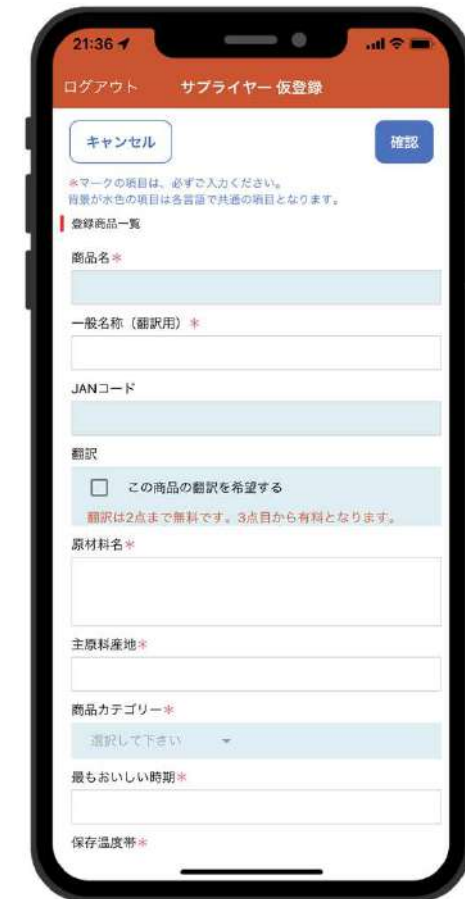 21:36
ログアウト サプライヤー 仮登録
キャンセル 確認
*マークの項目は、必ずご入力ください。
背景が水色の項目は各言語で共通の項目となります。
登録商品一覧
商品名*
一般名称（翻訳用）*
JANコード
翻訳
この商品の翻訳を希望する
翻訳は2点まで無料です。3点目から有料となります。
原材料名*
主原料産地*
商品カテゴリー*
選択して下さい
最もおいしい時期*
保存温度帯*